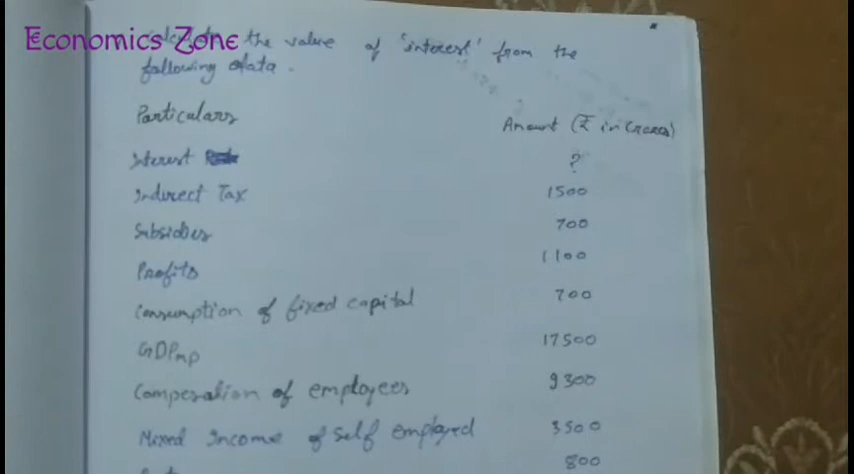 Economics Zone
the value of 'interest' from the
following data.
Particulars Amount (₹ in Crores)
Interest ?
Indirect Tax 1500
Subsidies 700
Profits 1100
Consumption of fixed capital 700
GDPmp 17500
Compensation of employees 9300
Mixed Income of Self employed 3500
800